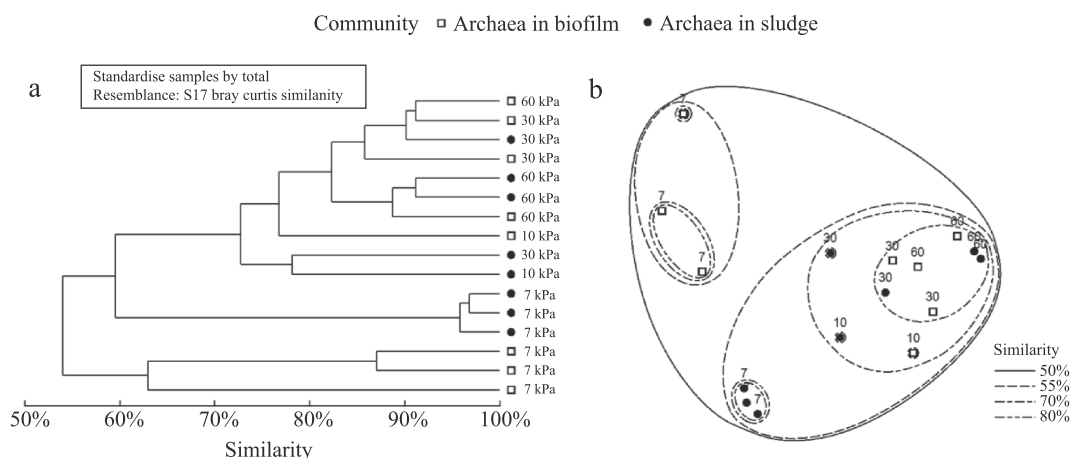 Community Archaea in biofilm Archaea in sludge
a
Standardise samples by total
Resemblance: S17 bray curtis similanity
60 kPa
30 kPa
30 kPa
30 kPa
60 kPa
60 kPa
60 kPa
10 kPa
30 kPa
10 kPa
7 kPa
7 kPa
7 kPa
7 kPa
7 kPa
7 kPa
50% 60% 70% 80% 90% 100%
Similarity
b
7
7
60
30
30
60
60
60
7
30
30
10
10
7
7
Similarity
50%
55%
70%
80%